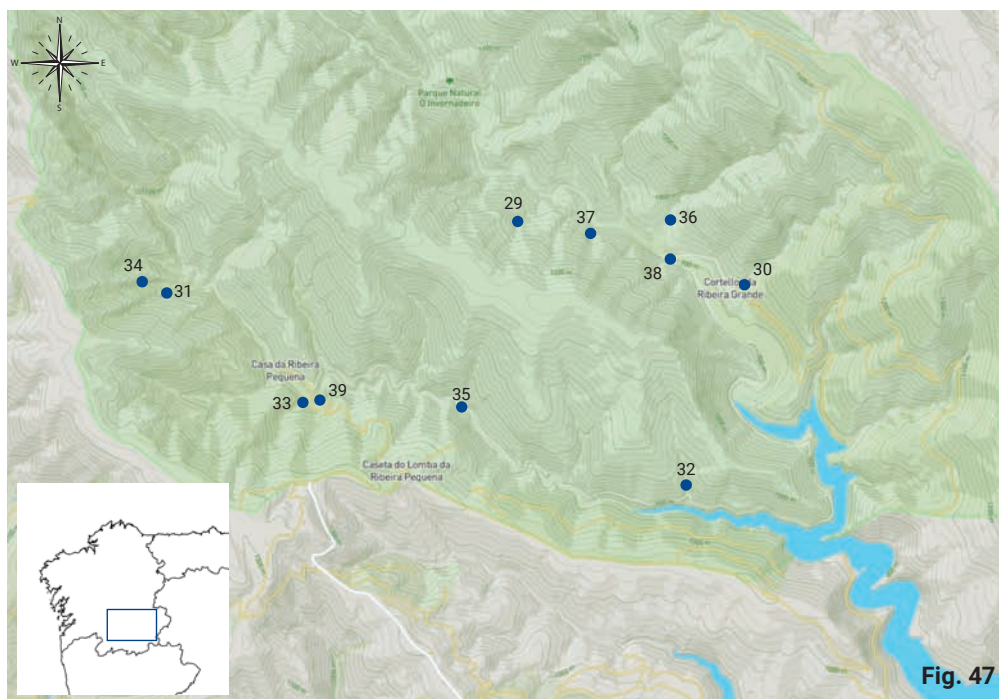 N
W
E
S
Parque Natural
O Invernadeiro
29
37
36
38
30
Cortello da
Ribeira Grande
34
31
Casa da Ribeira
Pequena
33
39
35
Caseta do Lomba da
Ribeira Pequena
32
Fig. 47